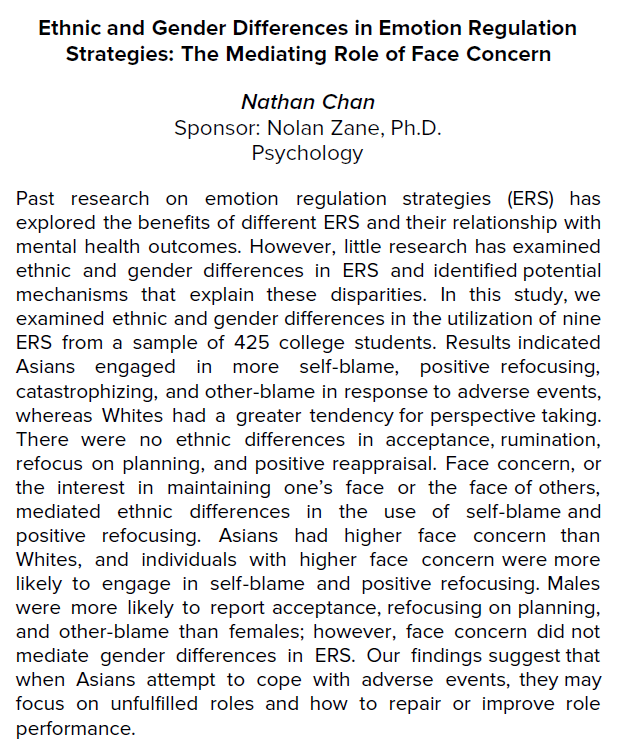 Ethnic and Gender Differences in Emotion Regulation
Strategies: The Mediating Role of Face Concern
Nathan Chan
Sponsor: Nolan Zane, Ph.D.
Psychology
Past research on emotion regulation strategies (ERS) has
explored the benefits of different ERS and their relationship with
mental health outcomes. However, little research has examined
ethnic and gender differences in ERS and identified potential
mechanisms that explain these disparities. In this study, we
examined ethnic and gender differences in the utilization of nine
ERS from a sample of 425 college students. Results indicated
Asians engaged in more self-blame, positive refocusing,
catastrophizing, and other-blame in response to adverse events,
whereas Whites had a greater tendency for perspective taking.
There were no ethnic differences in acceptance, rumination,
refocus on planning, and positive reappraisal. Face concern, or
the interest in maintaining one’s face or the face of others,
mediated ethnic differences in the use of self-blame and
positive refocusing. Asians had higher face concern than
Whites, and individuals with higher face concern were more
likely to engage in self-blame and positive refocusing. Males
were more likely to report acceptance, refocusing on planning,
and other-blame than females; however, face concern did not
mediate gender differences in ERS. Our findings suggest that
when Asians attempt to cope with adverse events, they may
focus on unfulfilled roles and how to repair or improve role
performance.